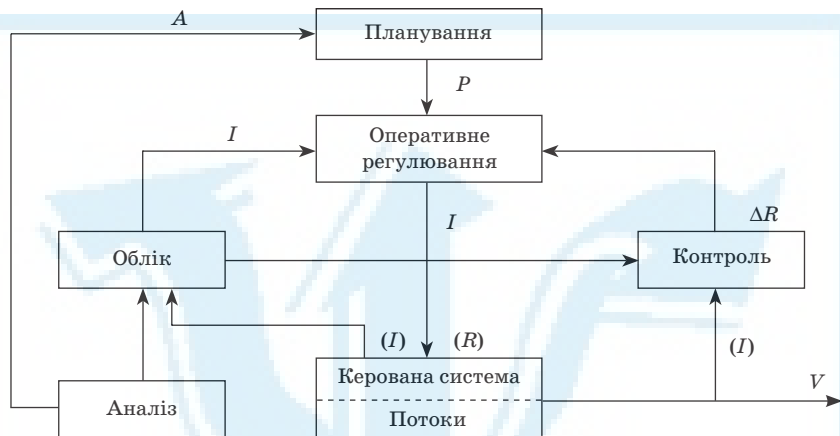 A
Планування
P
Оперативне
регулювання
I
I
ΔR
Облік
Контроль
(I)
(R)
(I)
Керована система
V
Аналіз
Потоки